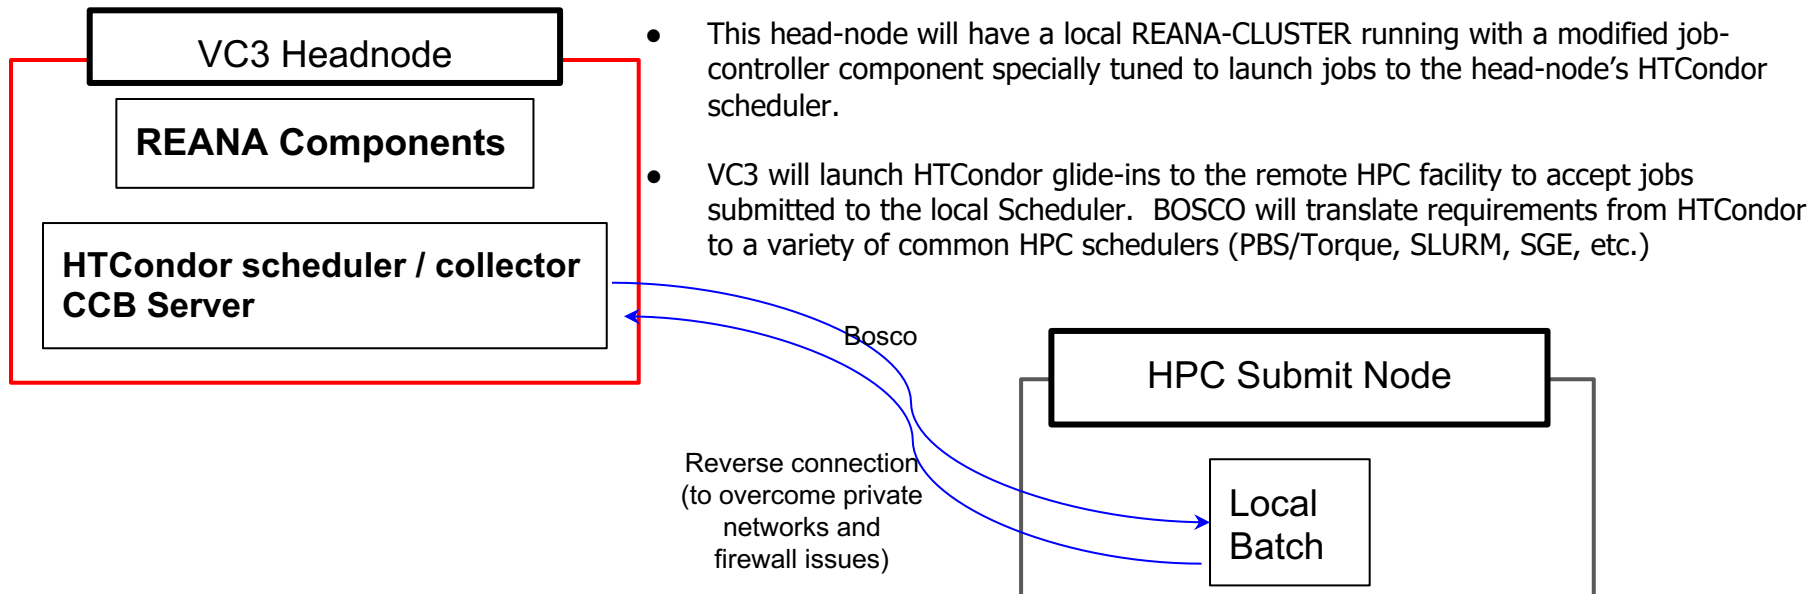 VC3 Headnode
REANA Components
HTCondor scheduler / collector
CCB Server
● This head-node will have a local REANA-CLUSTER running with a modified job-
controller component specially tuned to launch jobs to the head-node’s HTCondor
scheduler.
● VC3 will launch HTCondor glide-ins to the remote HPC facility to accept jobs
submitted to the local Scheduler.  BOSCO will translate requirements from HTCondor
to a variety of common HPC schedulers (PBS/Torque, SLURM, SGE, etc.)
Bosco
Reverse connection
(to overcome private
networks and
firewall issues)
HPC Submit Node
Local
Batch